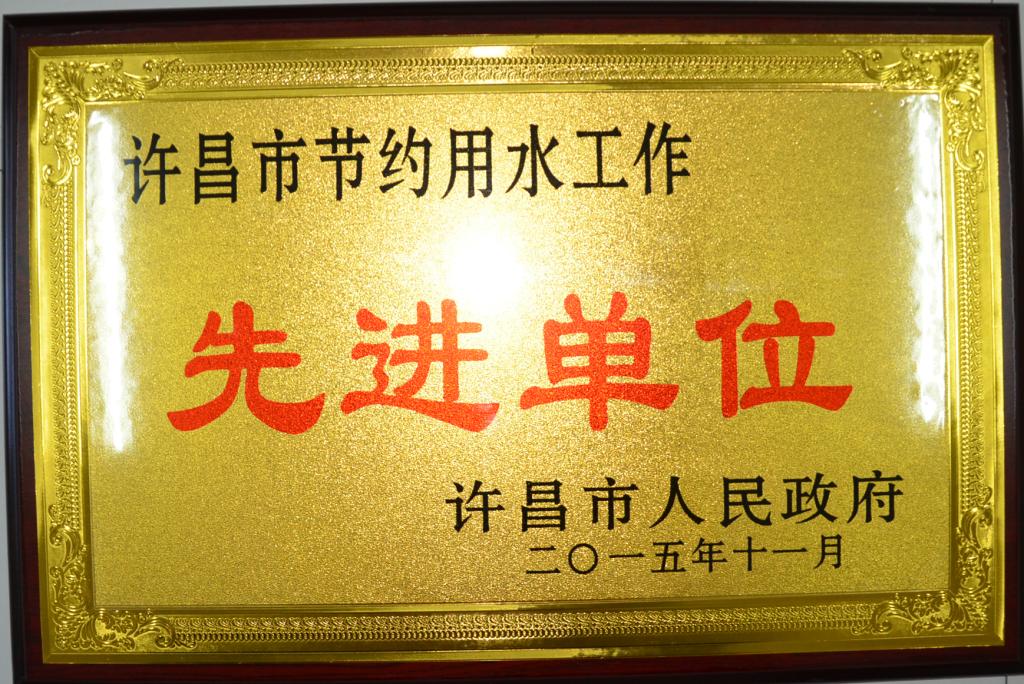 许昌市节约用水工作
先进单位
许昌市人民政府
二〇一五年十一月